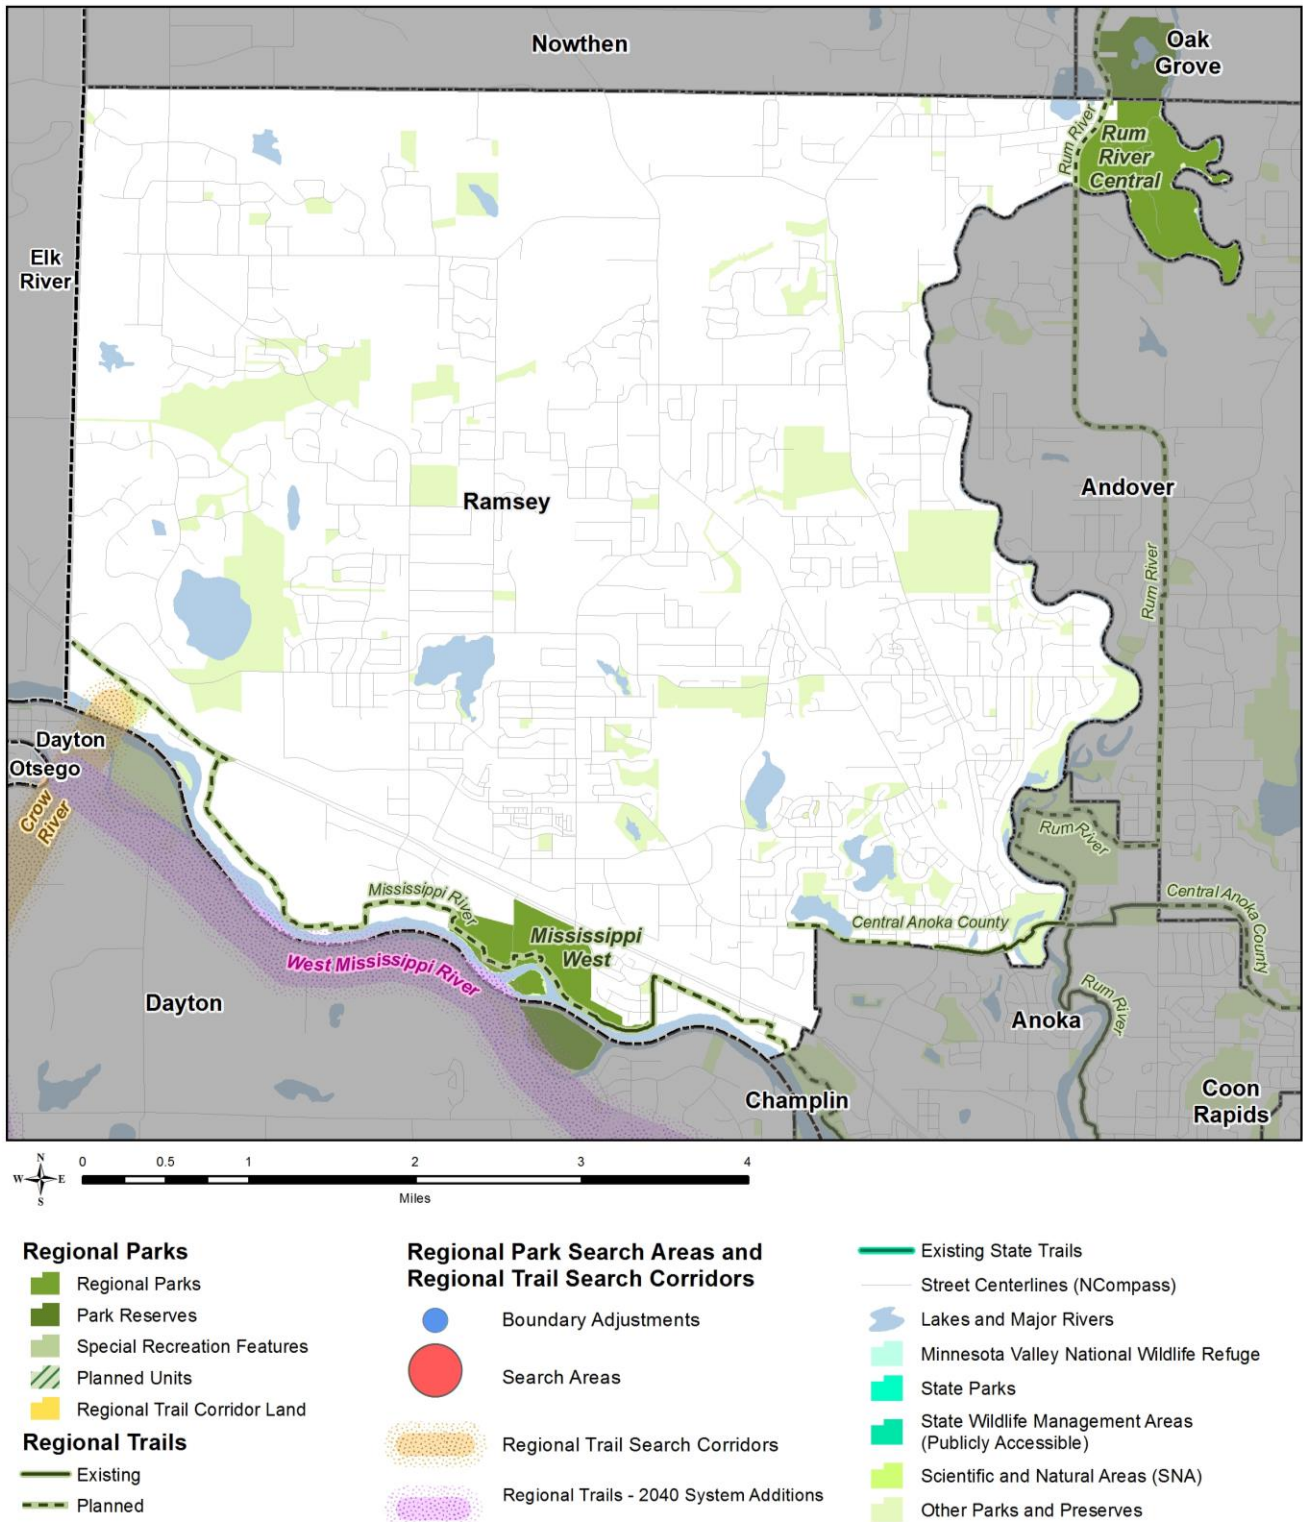 Nowthen
Oak
Grove
Rum River
Rum
River
Central
Elk
River
Ramsey
Andover
Rum River
Dayton
Otsego
Crow
River
Rum River
Mississippi River
Central Anoka County
Central Anoka
County
Mississippi
West
West Mississippi River
Dayton
Anoka
Rum River
Champlin
Coon
Rapids
N
W E
S
0 0.5 1 2 3 4
Miles
Regional Parks
Regional Parks
Park Reserves
Special Recreation Features
Planned Units
Regional Trail Corridor Land
Regional Trails
Existing
Planned
Regional Park Search Areas and
Regional Trail Search Corridors
Boundary Adjustments
Search Areas
Regional Trail Search Corridors
Regional Trails - 2040 System Additions
Existing State Trails
Street Centerlines (NCompass)
Lakes and Major Rivers
Minnesota Valley National Wildlife Refuge
State Parks
State Wildlife Management Areas
(Publicly Accessible)
Scientific and Natural Areas (SNA)
Other Parks and Preserves